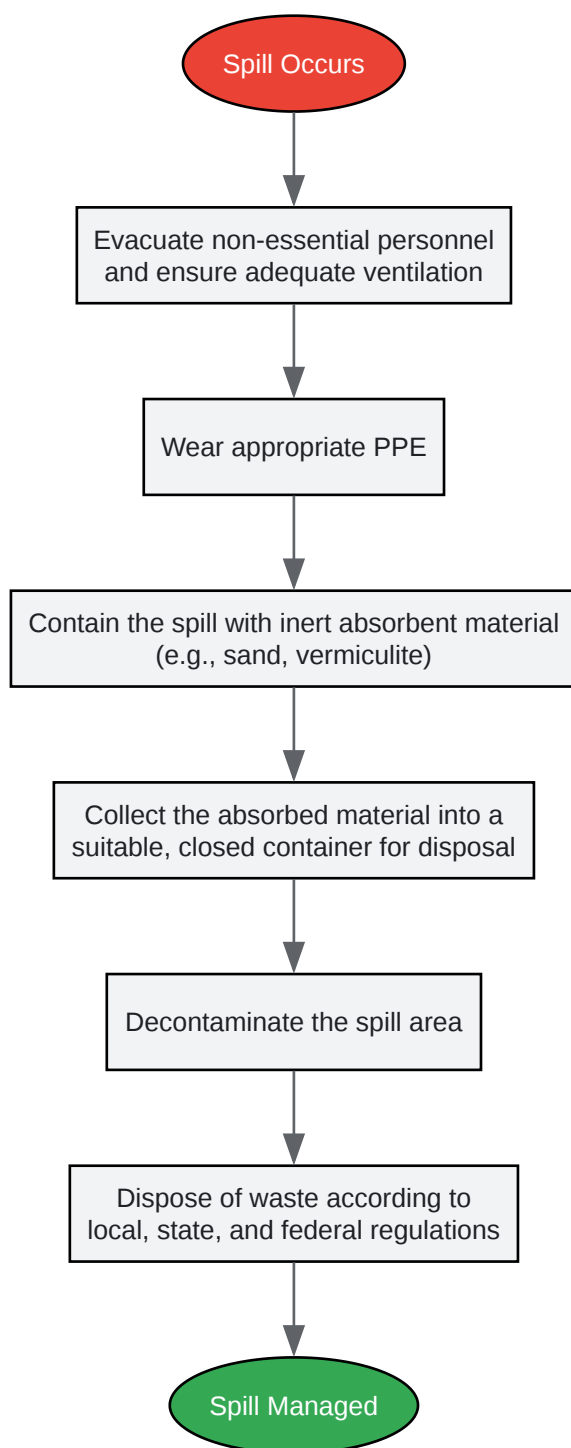 Spill Occurs
Evacuate non-essential personnel
and ensure adequate ventilation
Wear appropriate PPE
Contain the spill with inert absorbent material
(e.g., sand, vermiculite)
Collect the absorbed material into a
suitable, closed container for disposal
Decontaminate the spill area
Dispose of waste according to
local, state, and federal regulations
Spill Managed